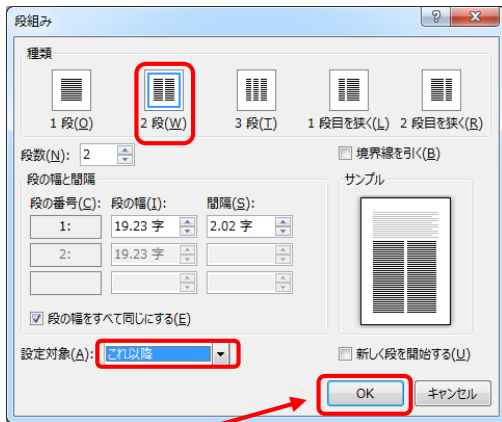 段組み
種類
1 段(O) 2 段(W) 3 段(T) 1 段目を狭く(L) 2 段目を狭く(R)
段数(N): 2 境界線を引く(B)
段の幅と間隔 サンプル
段の番号(C): 段の幅(I): 間隔(S):
1: 19.23 字 2.02 字
2: 19.23 字
段の幅をすべて同じにする(E)
設定対象(A): これ以降 新しく段を開始する(U)
OK キャンセル